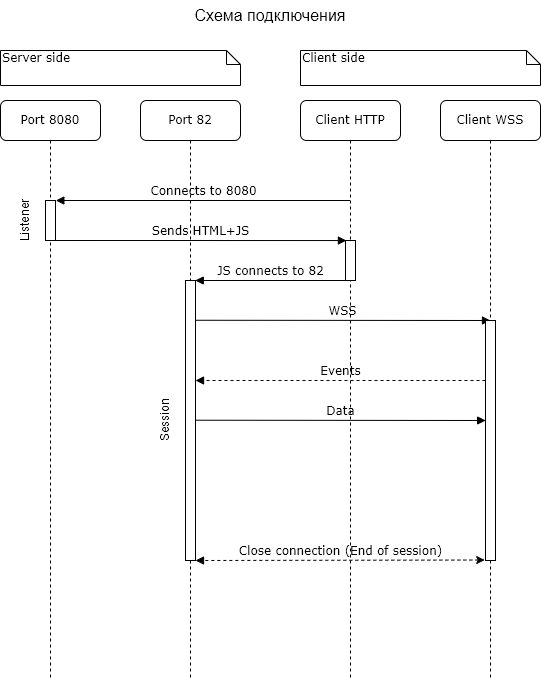 Схема подключения
Server side
Client side
Port 8080
Port 82
Client HTTP
Client WSS
Connects to 8080
Listener
Sends HTML+JS
JS connects to 82
WSS
Events
Data
Session
Close connection (End of session)